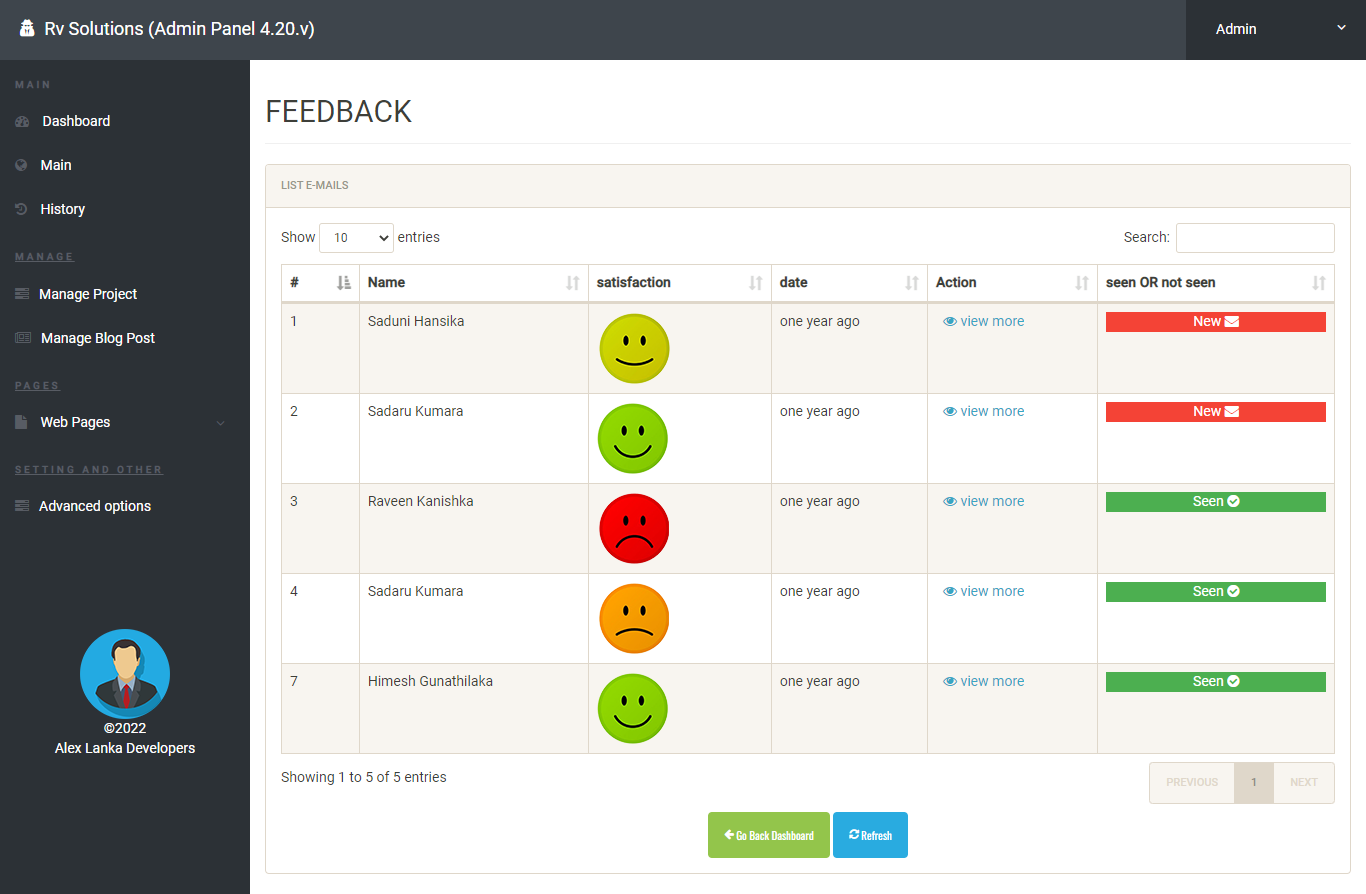 Rv Solutions (Admin Panel 4.20.v)
Admin
MAIN
Dashboard
Main
History
MANAGE
Manage Project
Manage Blog Post
PAGES
Web Pages
SETTING AND OTHER
Advanced options
©2022
Alex Lanka Developers
FEEDBACK
LIST E-MAILS
Show 10 entries
Search:
# Name satisfaction date Action seen OR not seen
1 Saduni Hansika one year ago view more New
2 Sadaru Kumara one year ago view more New
3 Raveen Kanishka one year ago view more Seen
4 Sadaru Kumara one year ago view more Seen
7 Himesh Gunathilaka one year ago view more Seen
Showing 1 to 5 of 5 entries
PREVIOUS 1 NEXT
Go Back Dashboard Refresh